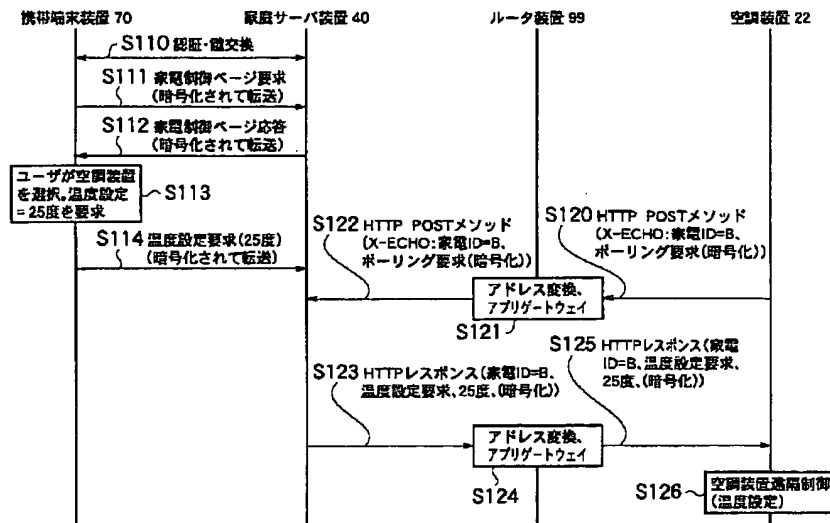 携帯端末装置 70
家庭サーバ装置 40
ルータ装置 99
空調装置 22
S110 認証・鍵交換
S111 家電制御ページ要求
(暗号化されて転送)
S112 家電制御ページ応答
(暗号化されて転送)
ユーザが空調装置
を選択。温度設定
=25度を要求
S113
S114 温度設定要求(25度)
(暗号化されて転送)
S122 HTTP POSTメソッド
(X-ECHO:家電ID=B、
ポーリング要求(暗号化))
S120 HTTP POSTメソッド
(X-ECHO:家電ID=B、
ポーリング要求(暗号化))
アドレス変換、
アプリゲートウェイ
S121
S123 HTTPレスポンス(家電ID=B、
温度設定要求、25度、(暗号化))
S125 HTTPレスポンス(家電
ID=B、温度設定要求、
25度、(暗号化))
アドレス変換、
アプリゲートウェイ
S124
S126
空調装置遠隔制御
(温度設定)